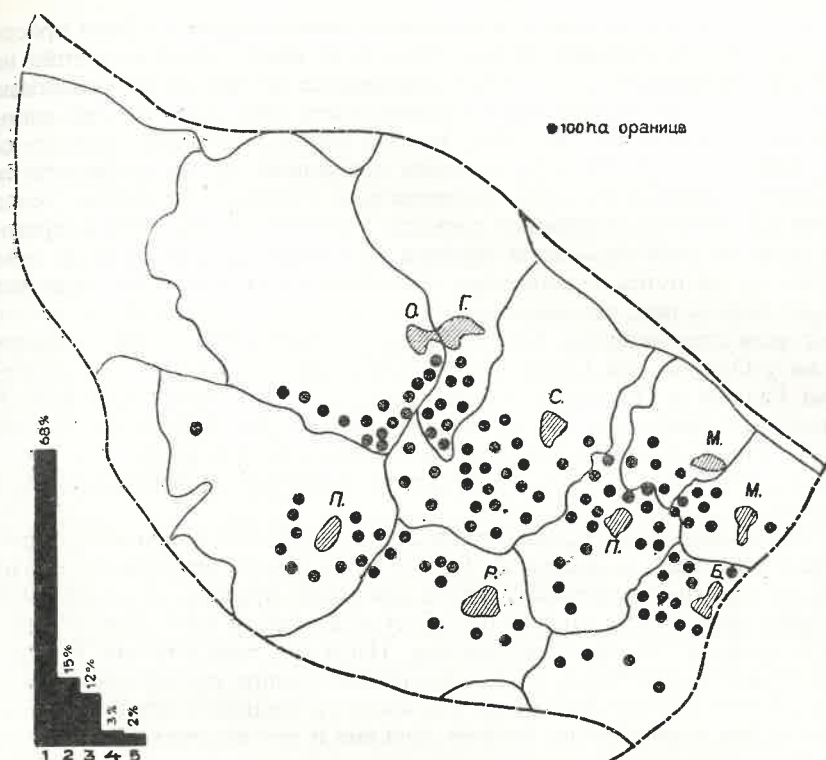 ●100ha ораница
О. Г.
С.
М.
М.
П.
П.
Р.
Б.
68%
15%
12%
3%
2%
1 2 3 4 5